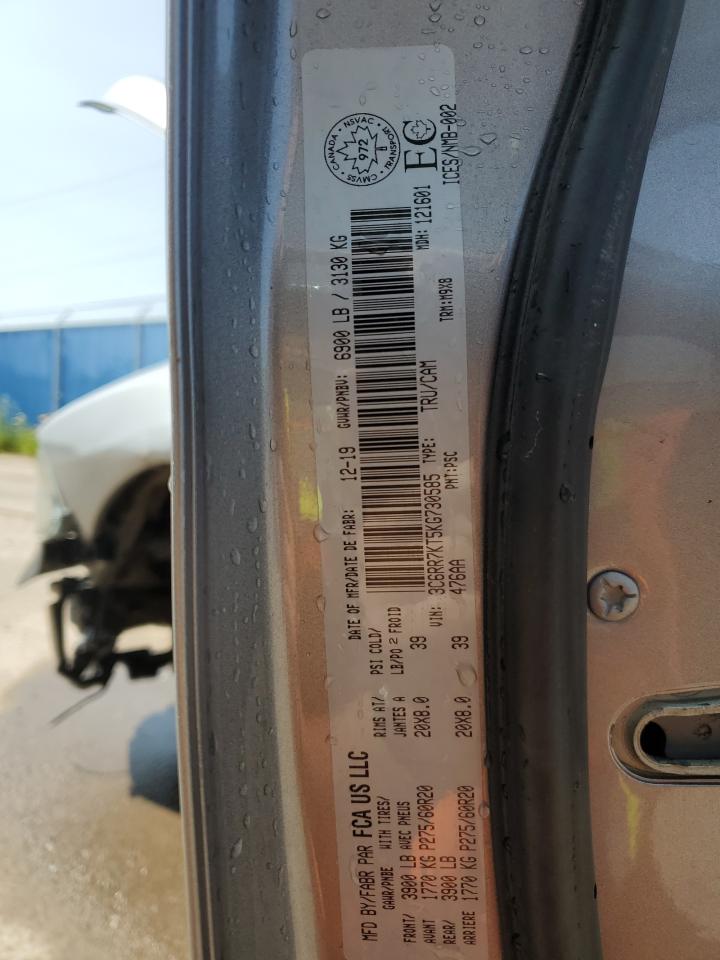 MFD BY/FABR PAR FCA US LLC
DATE OF MFR/DATE DE FABR: 12-19
GVWR/PNBV: 6900 LB / 3130 KG
GAWR/PNBE WITH TIRES/ AVEC PNEUS
RIMS AT/ JANTES A
PSI COLD/ LB/PO2 FROID
FRONT/ AVANT 3900 LB 1770 KG P275/60R20 20X8.0 39
REAR/ ARRIERE 3900 LB 1770 KG P275/60R20 20X8.0 39
VIN: 3C6RR7KT5KG730585 TYPE: TRU/CAM
476AA PNT:PSC TRM:M9X8
MDH: 121601
ICES/NMB-002
EC
CANADA NSVAC TRANSPORT CMVSS
972